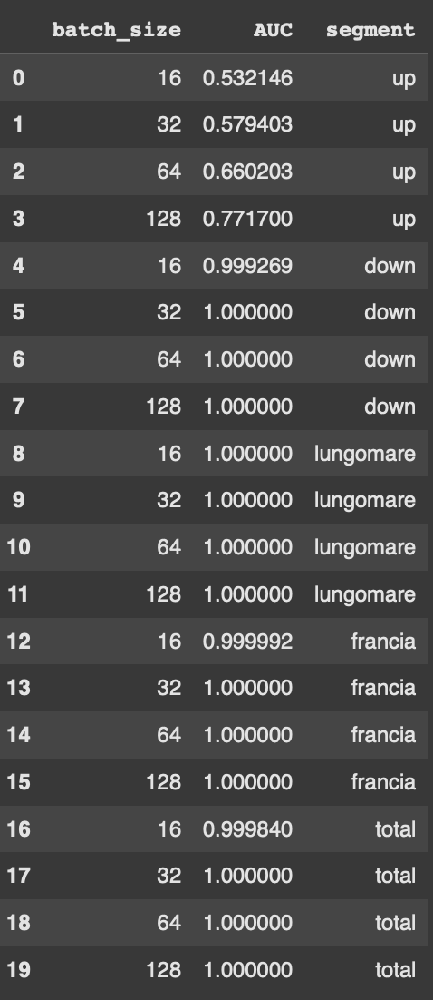 batch_size AUC segment
0 16 0.532146 up
1 32 0.579403 up
2 64 0.660203 up
3 128 0.771700 up
4 16 0.999269 down
5 32 1.000000 down
6 64 1.000000 down
7 128 1.000000 down
8 16 1.000000 lungomare
9 32 1.000000 lungomare
10 64 1.000000 lungomare
11 128 1.000000 lungomare
12 16 0.999992 francia
13 32 1.000000 francia
14 64 1.000000 francia
15 128 1.000000 francia
16 16 0.999840 total
17 32 1.000000 total
18 64 1.000000 total
19 128 1.000000 total